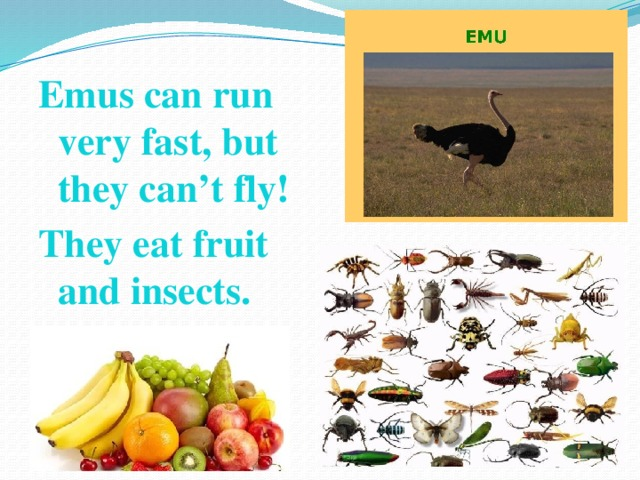 Emus can run
very fast, but
they can’t fly!
They eat fruit
and insects.
EMU